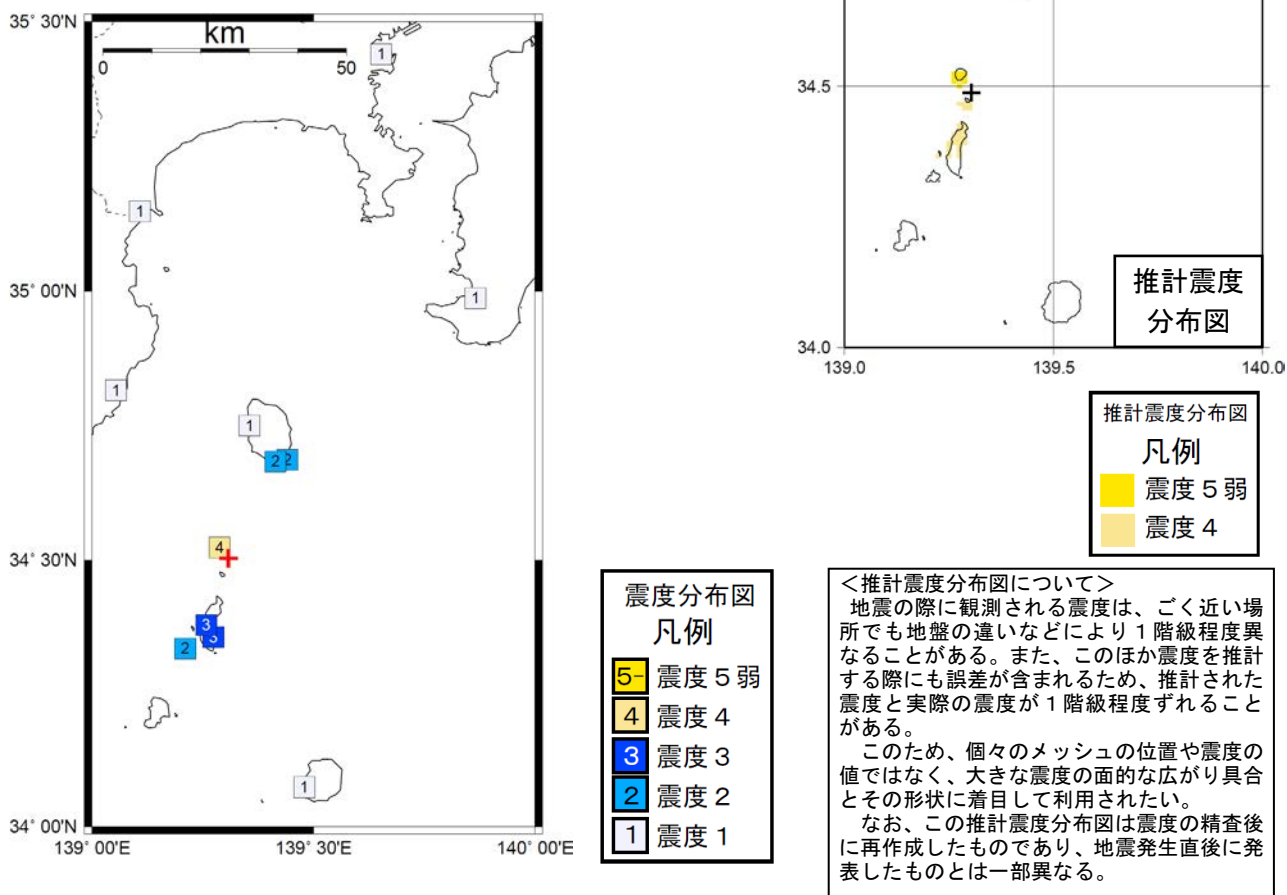 35° 30'N
km
0
50
1
1
35° 00'N
1
1
1
2
2
34° 30'N
4
3
3
2
1
34° 00'N
139° 00'E
139° 30'E
140° 00'E
震度分布図
凡例
5- 震度５弱
4 震度４
3 震度３
2 震度２
1 震度１
34.5
34.0
139.0
139.5
140.0
推計震度
分布図
推計震度分布図
凡例
震度５弱
震度４
＜推計震度分布図について＞
地震の際に観測される震度は、ごく近い場
所でも地盤の違いなどにより１階級程度異
なることがある。また、このほか震度を推計
する際にも誤差が含まれるため、推計された
震度と実際の震度が１階級程度ずれること
がある。
このため、個々のメッシュの位置や震度の
値ではなく、大きな震度の面的な広がり具合
とその形状に着目して利用されたい。
なお、この推計震度分布図は震度の精査後
に再作成したものであり、地震発生直後に発
表したものとは一部異なる。